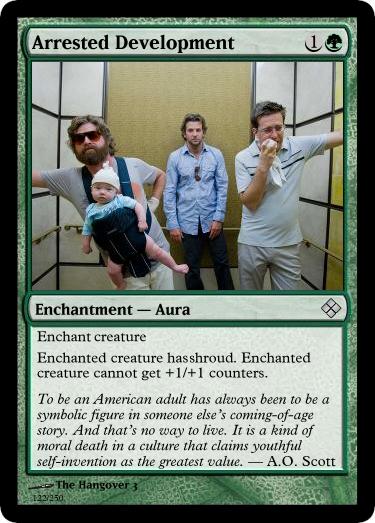 Arrested Development 1
Enchantment — Aura
Enchant creature
Enchanted creature hasshroud. Enchanted
creature cannot get +1/+1 counters.
To be an American adult has always been to be a
symbolic figure in someone else's coming-of-age
story. And that's no way to live. It is a kind of
moral death in a culture that claims youthful
self-invention as the greatest value. — A.O. Scott
The Hangover 3
122/250